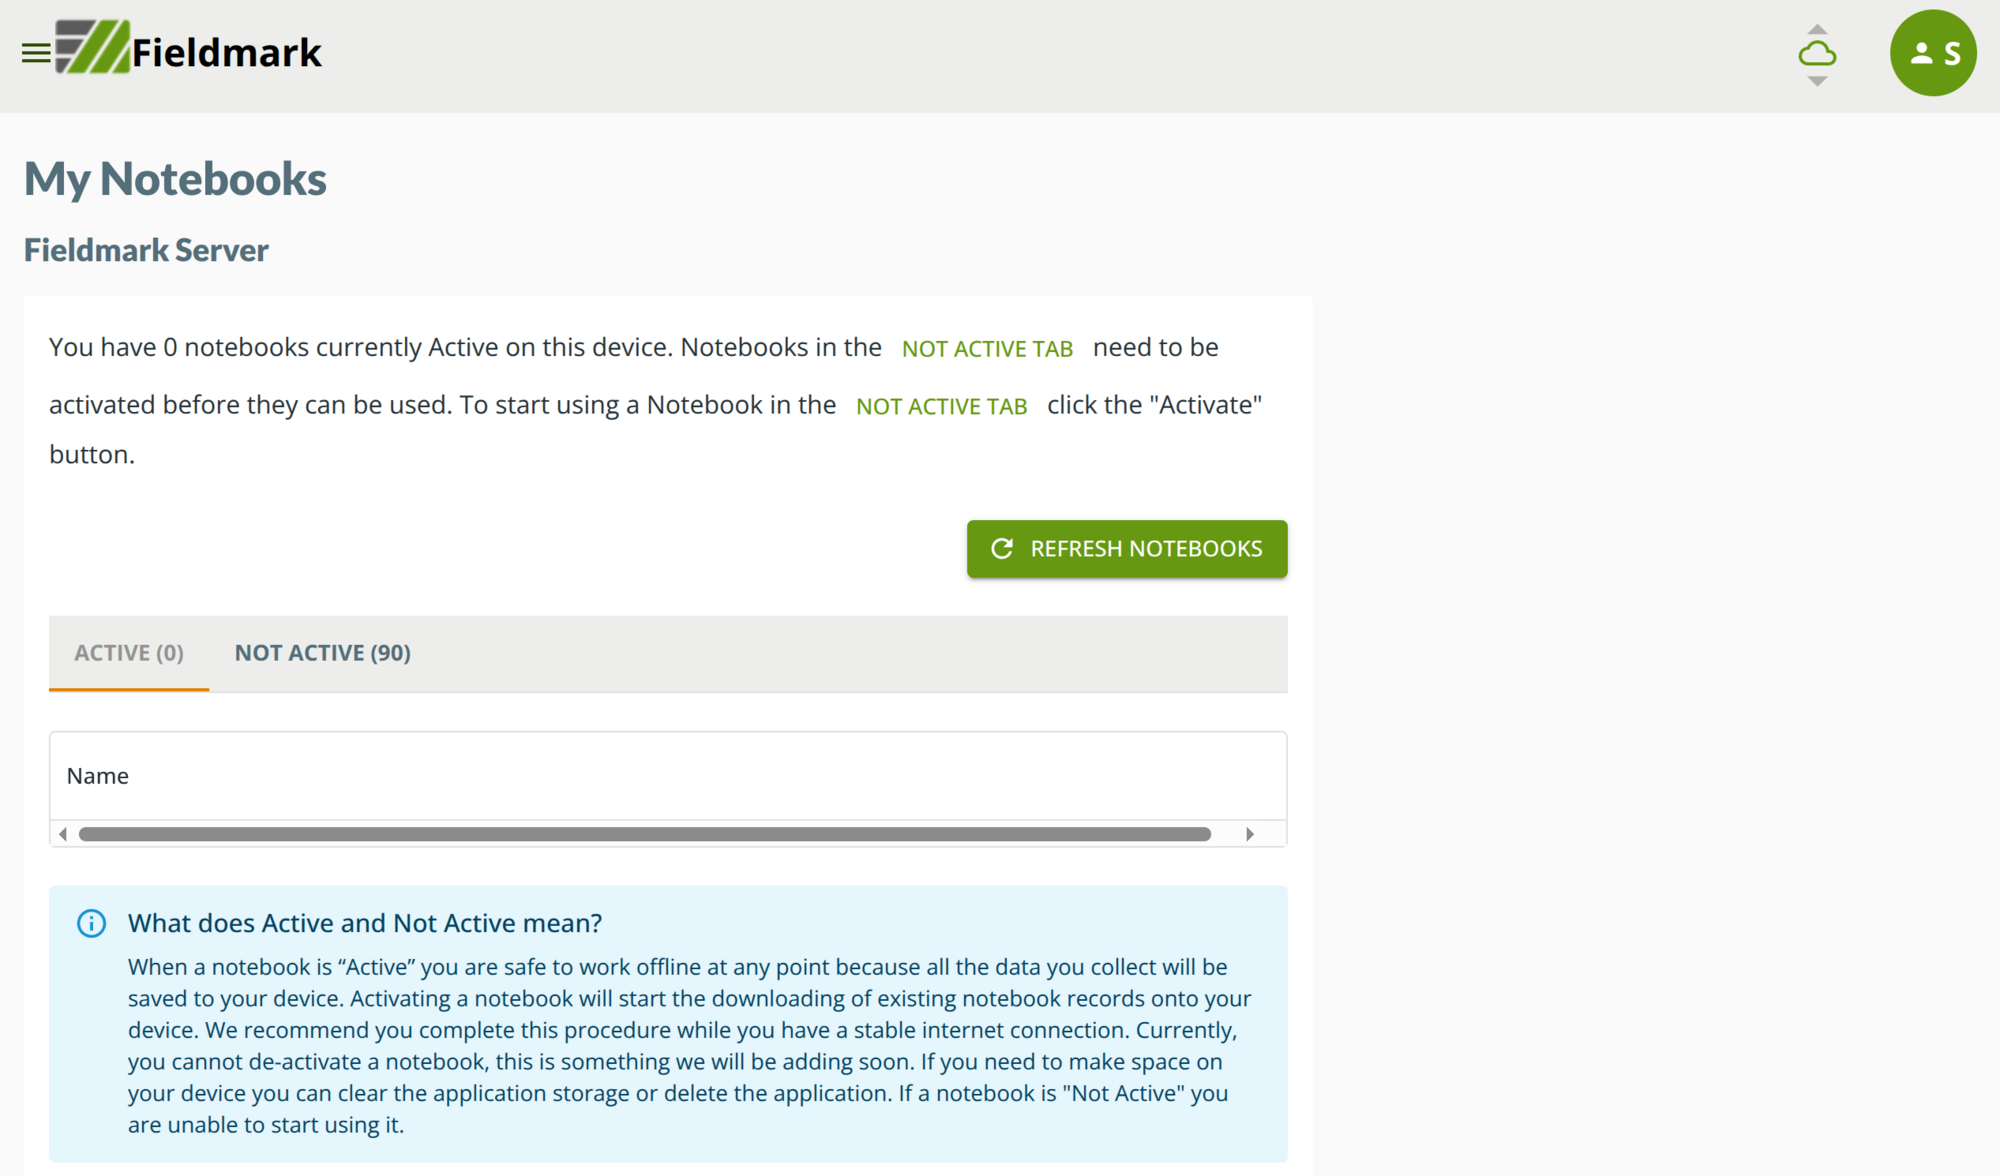 Fieldmark
S
My Notebooks
Fieldmark Server
You have 0 notebooks currently Active on this device. Notebooks in the NOT ACTIVE TAB need to be
activated before they can be used. To start using a Notebook in the NOT ACTIVE TAB click the "Activate"
button.
REFRESH NOTEBOOKS
ACTIVE (0) NOT ACTIVE (90)
Name
What does Active and Not Active mean?
When a notebook is “Active” you are safe to work offline at any point because all the data you collect will be
saved to your device. Activating a notebook will start the downloading of existing notebook records onto your
device. We recommend you complete this procedure while you have a stable internet connection. Currently,
you cannot de-activate a notebook, this is something we will be adding soon. If you need to make space on
your device you can clear the application storage or delete the application. If a notebook is "Not Active" you
are unable to start using it.